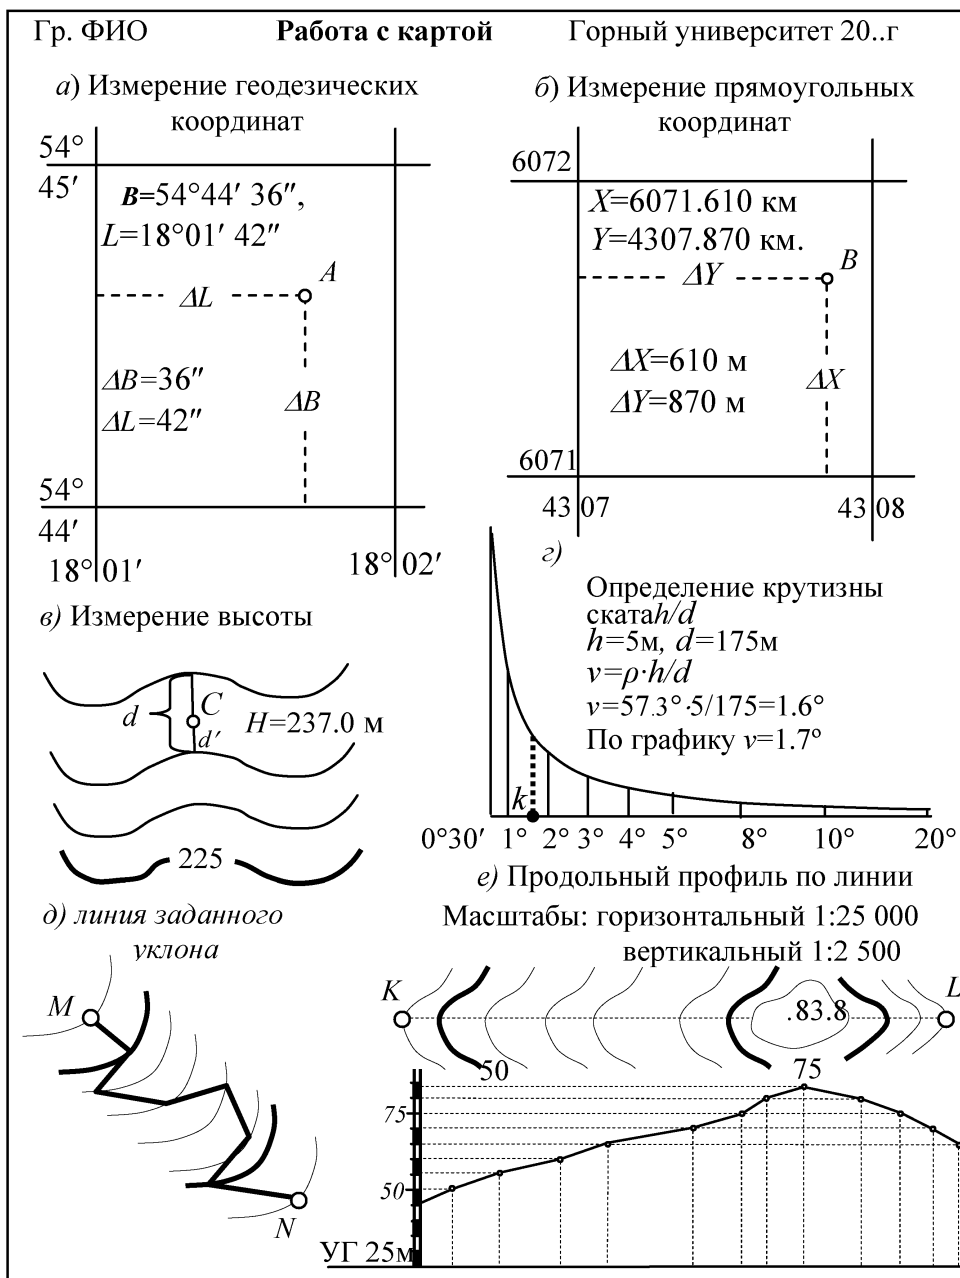 Гр. ФИО Работа с картой Горный университет 20..г
а) Измерение геодезических
координат
54°
45′
B=54°44′ 36″,
L=18°01′ 42″
A
ΔL
ΔB=36″
ΔL=42″
ΔB
54°
44′
18°01′ 18°02′
б) Измерение прямоугольных
координат
6072
X=6071.610 км
Y=4307.870 км.
B
ΔY
ΔX=610 м
ΔX
ΔY=870 м
6071
4307 4308
в) Измерение высоты
d
C
d′
H=237.0 м
225
г)
Определение крутизны
ската h/d
h=5м, d=175м
ν=ρ·h/d
ν=57.3°·5/175=1.6°
По графику ν=1.7°
k
0°30′ 1° 2° 3° 4° 5° 8° 10° 20°
д) линия заданного
уклона
M
N
е) Продольный профиль по линии
Масштабы: горизонтальный 1:25 000
вертикальный 1:2 500
K
L
.83.8
50 75
75
50
УГ 25м